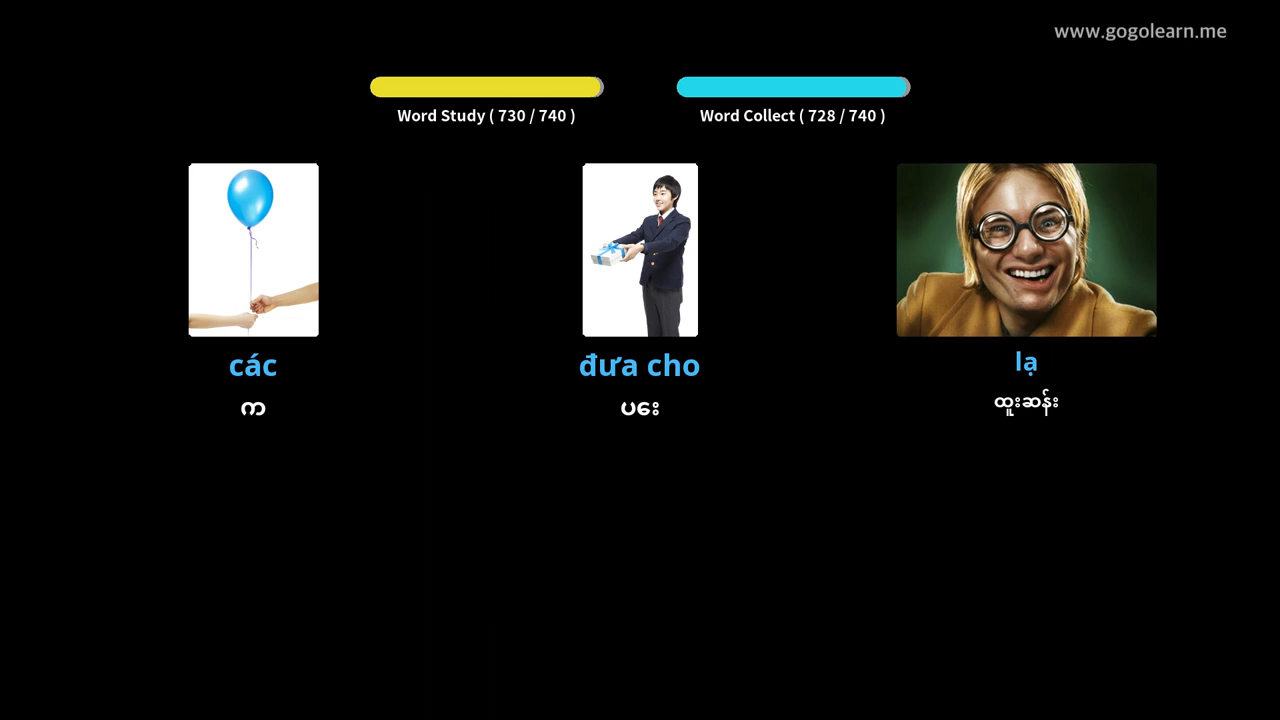 www.gogolearn.me
Word Study ( 730 / 740 )
Word Collect ( 728 / 740 )
các
đưa cho
lạ
က
ပေး
ထူးဆန်း